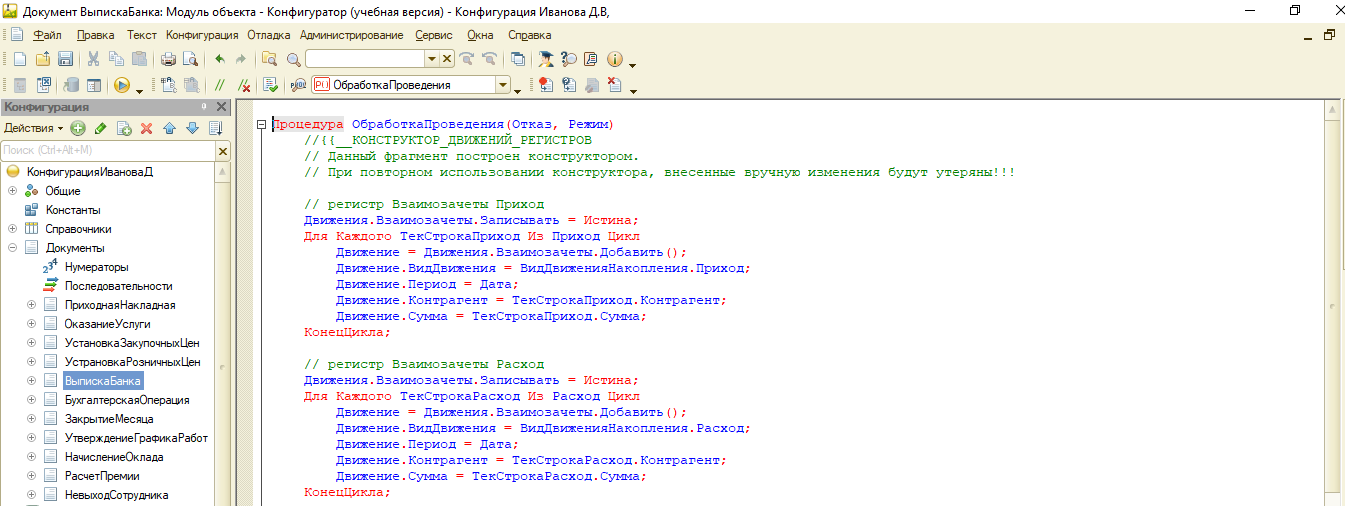 Документ ВыпискаБанка: Модуль объекта - Конфигуратор (учебная версия) - Конфигурация Иванова Д.В,
Файл Правка Текст Конфигурация Отладка Администрирование Сервис Окна Справка
ОбработкаПроведения
Конфигурация
Действия
Поиск (Ctrl+Alt+M)
КонфигурацияИвановаД
Общие
Константы
Справочники
Документы
Нумераторы
Последовательности
ПриходнаяНакладная
ОказаниеУслуги
УстановкаЗакупочныхЦен
УстрановкаРозничныхЦен
ВыпискаБанка
БухгалтерскаяОперация
ЗакрытиеМесяца
УтверждениеГрафикаРабот
НачислениеОклада
РасчетПремии
НевыходСотрудника
Процедура ОбработкаПроведения(Отказ, Режим)
//{{__КОНСТРУКТОР_ДВИЖЕНИЙ_РЕГИСТРОВ
// Данный фрагмент построен конструктором.
// При повторном использовании конструктора, внесенные вручную изменения будут утеряны!!!
// регистр Взаимозачеты Приход
Движения.Взаимозачеты.Записывать = Истина;
Для Каждого ТекСтрокаПриход Из Приход Цикл
Движение = Движения.Взаимозачеты.Добавить();
Движение.ВидДвижения = ВидДвиженияНакопления.Приход;
Движение.Период = Дата;
Движение.Контрагент = ТекСтрокаПриход.Контрагент;
Движение.Сумма = ТекСтрокаПриход.Сумма;
КонецЦикла;
// регистр Взаимозачеты Расход
Движения.Взаимозачеты.Записывать = Истина;
Для Каждого ТекСтрокаРасход Из Расход Цикл
Движение = Движения.Взаимозачеты.Добавить();
Движение.ВидДвижения = ВидДвиженияНакопления.Расход;
Движение.Период = Дата;
Движение.Контрагент = ТекСтрокаРасход.Контрагент;
Движение.Сумма = ТекСтрокаРасход.Сумма;
КонецЦикла;